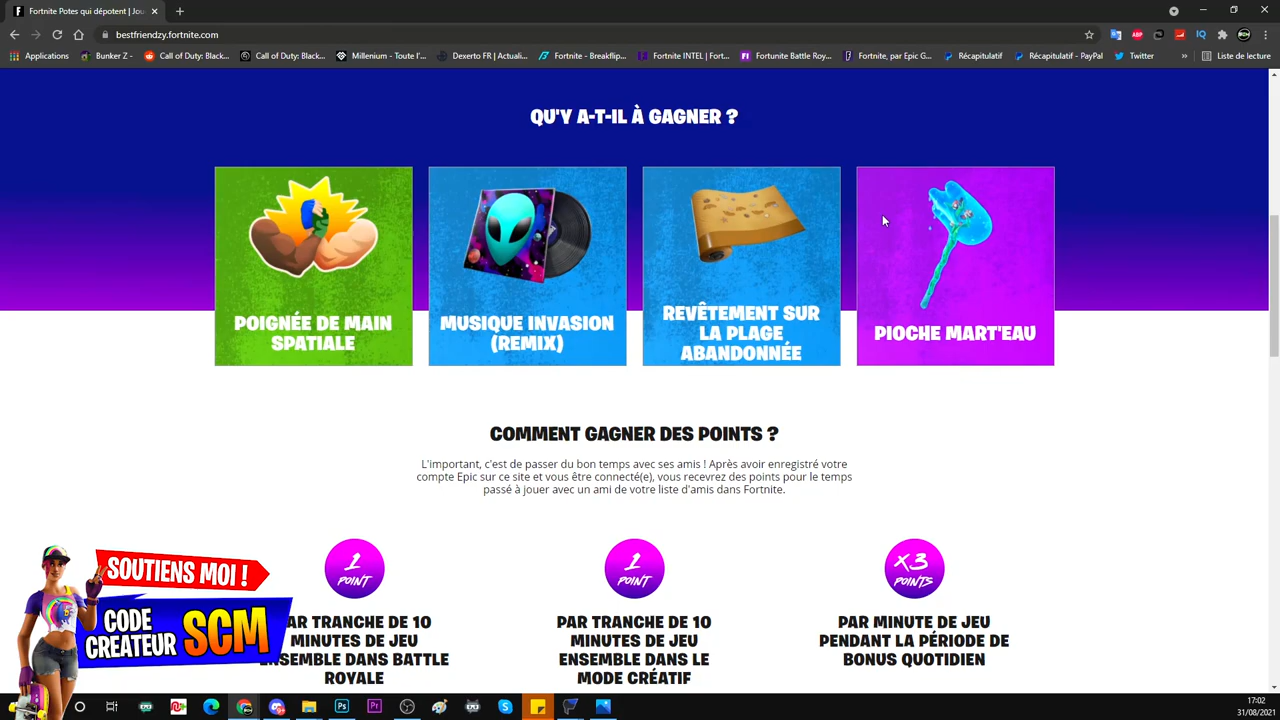 Fortnite Potes qui dépotent | Jou
bestfriendzy.fortnite.com
ABP
IQ
SCM
Applications
Bunker Z -
Call of Duty: Black...
Call of Duty: Black...
Millenium - Toute l'...
Dexerto FR | Actuali...
Fortnite - Breakflip...
Fortnite INTEL | Fort...
Fortunite Battle Roy...
Fortnite, par Epic G...
Récapitulatif
Récapitulatif - PayPal
Twitter
»
Liste de lecture
QU'Y A-T-IL À GAGNER ?
POIGNÉE DE MAIN
SPATIALE
MUSIQUE INVASION
(REMIX)
REVÊTEMENT SUR
LA PLAGE
ABANDONNÉE
PIOCHE MART'EAU
COMMENT GAGNER DES POINTS ?
L'important, c'est de passer du bon temps avec ses amis ! Après avoir enregistré votre
compte Epic sur ce site et vous être connecté(e), vous recevrez des points pour le temps
passé à jouer avec un ami de votre liste d'amis dans Fortnite.
1
POINT
AR TRANCHE DE 10
MINUTES DE JEU
ENSEMBLE DANS BATTLE
ROYALE
1
POINT
PAR TRANCHE DE 10
MINUTES DE JEU
ENSEMBLE DANS LE
MODE CRÉATIF
X3
POINTS
PAR MINUTE DE JEU
PENDANT LA PÉRIODE DE
BONUS QUOTIDIEN
SOUTIENS MOI !
CODE
CRÉATEUR SCM
Ps
Pr
17:02
31/08/2021